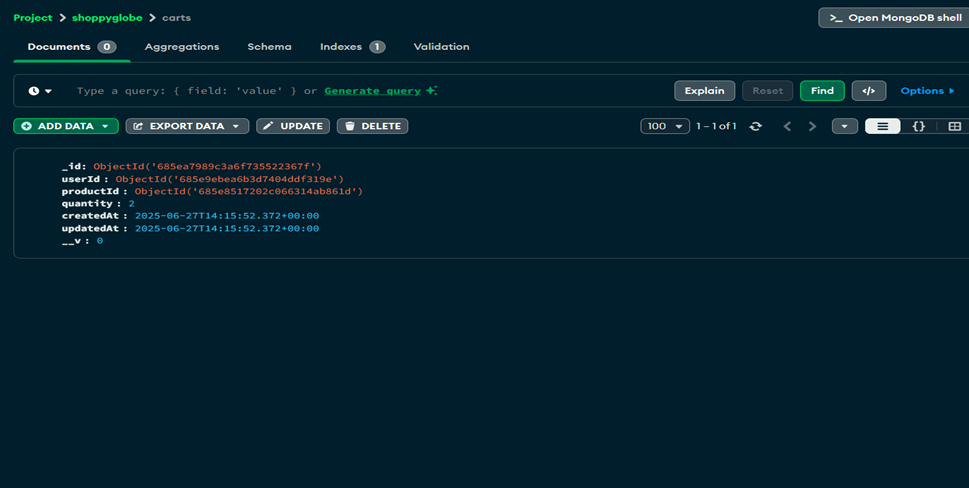 Project > shoppyglobe > carts
>_ Open MongoDB shell
Documents 0 Aggregations Schema Indexes 1 Validation
Type a query: { field: 'value' } or Generate query
Explain Reset Find </> Options
ADD DATA EXPORT DATA UPDATE DELETE
100 1 – 1 of 1 {}
_id: ObjectId('685ea7989c3a6f735522367f')
userId : ObjectId('685e9ebea6b3d7404ddf319e')
productId : ObjectId('685e8517202c066314ab861d')
quantity : 2
createdAt : 2025-06-27T14:15:52.372+00:00
updatedAt : 2025-06-27T14:15:52.372+00:00
__v : 0